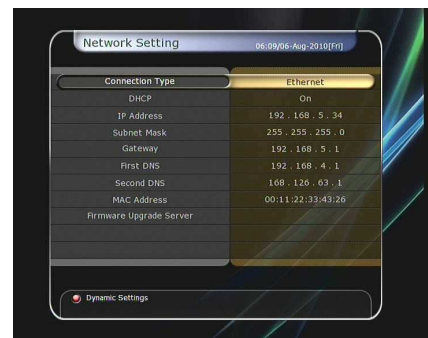 Network Setting 06:09/06-Aug-2010[Fri]
Connection Type Ethernet
DHCP On
IP Address 192 . 168 . 5 . 34
Subnet Mask 255 . 255 . 255 . 0
Gateway 192 . 168 . 5 . 1
First DNS 192 . 168 . 4 . 1
Second DNS 168 . 126 . 63 . 1
MAC Address 00:11:22:33:43:26
Firmware Upgrade Server
Dynamic Settings